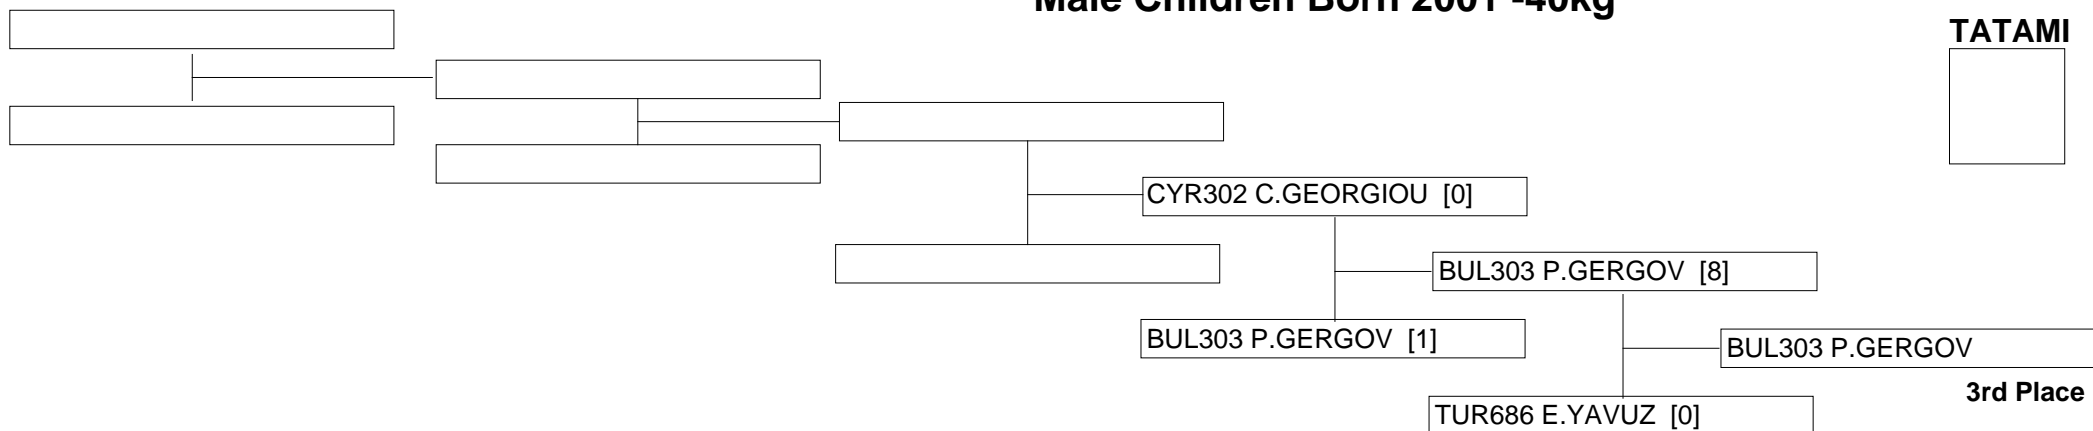 Male Children Born 2001 -40kg
TATAMI
CYR302 C.GEORGIOU [0]
BUL303 P.GERGOV [8]
BUL303 P.GERGOV [1]
BUL303 P.GERGOV
3rd Place
TUR686 E.YAVUZ [0]